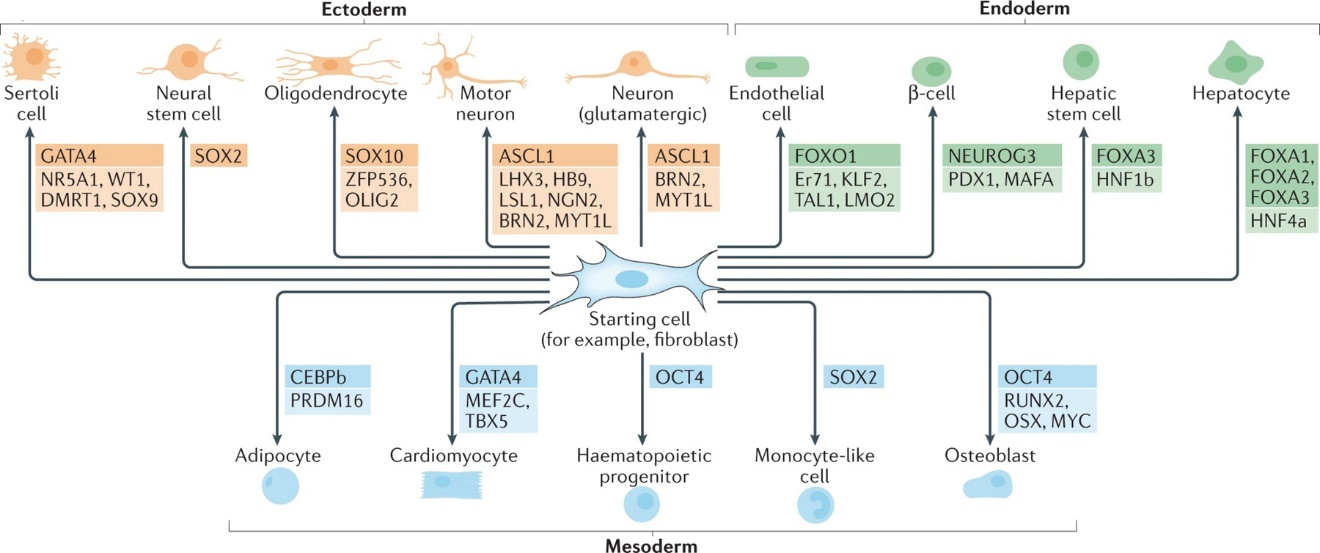 Ectoderm
Endoderm
Sertoli
cell
Neural
stem cell
Oligodendrocyte
Motor
neuron
Neuron
(glutamatergic)
Endothelial
cell
β-cell
Hepatic
stem cell
Hepatocyte
GATA4
NR5A1, WT1,
DMRT1, SOX9
SOX2
SOX10
ZFP536,
OLIG2
ASCL1
LHX3, HB9,
LSL1, NGN2,
BRN2, MYT1L
ASCL1
BRN2,
MYT1L
FOXO1
Er71, KLF2,
TAL1, LMO2
NEUROG3
PDX1, MAFA
FOXA3
HNF1b
FOXA1,
FOXA2,
FOXA3
HNF4a
Starting cell
(for example, fibroblast)
CEBPb
PRDM16
GATA4
MEF2C,
TBX5
OCT4
SOX2
OCT4
RUNX2,
OSX, MYC
Adipocyte
Cardiomyocyte
Haematopoietic
progenitor
Monocyte-like
cell
Osteoblast
Mesoderm